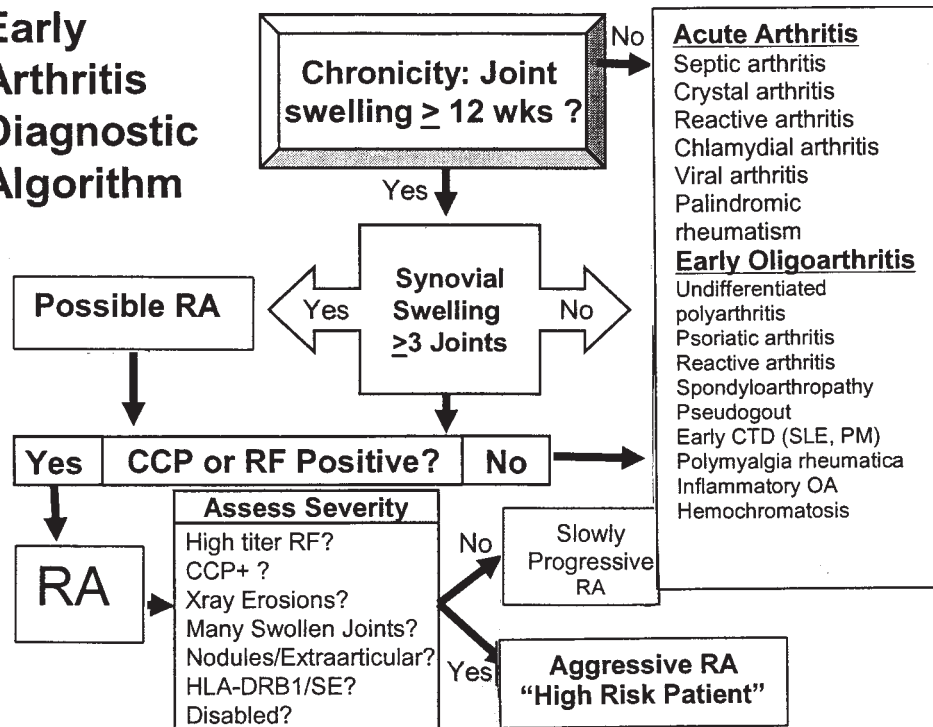 Early
Arthritis
Diagnostic
Algorithm
Chronicity: Joint
swelling ≥ 12 wks ?
No
Yes
Acute Arthritis
Septic arthritis
Crystal arthritis
Reactive arthritis
Chlamydial arthritis
Viral arthritis
Palindromic
rheumatism
Early Oligoarthritis
Undifferentiated
polyarthritis
Psoriatic arthritis
Reactive arthritis
Spondyloarthropathy
Pseudogout
Early CTD (SLE, PM)
Polymyalgia rheumatica
Inflammatory OA
Hemochromatosis
Synovial
Swelling
≥3 Joints
Yes
No
Possible RA
Yes
CCP or RF Positive?
No
RA
Assess Severity
High titer RF?
CCP+ ?
Xray Erosions?
Many Swollen Joints?
Nodules/Extraarticular?
HLA-DRB1/SE?
Disabled?
No
Slowly
Progressive
RA
Yes
Aggressive RA
“High Risk Patient”